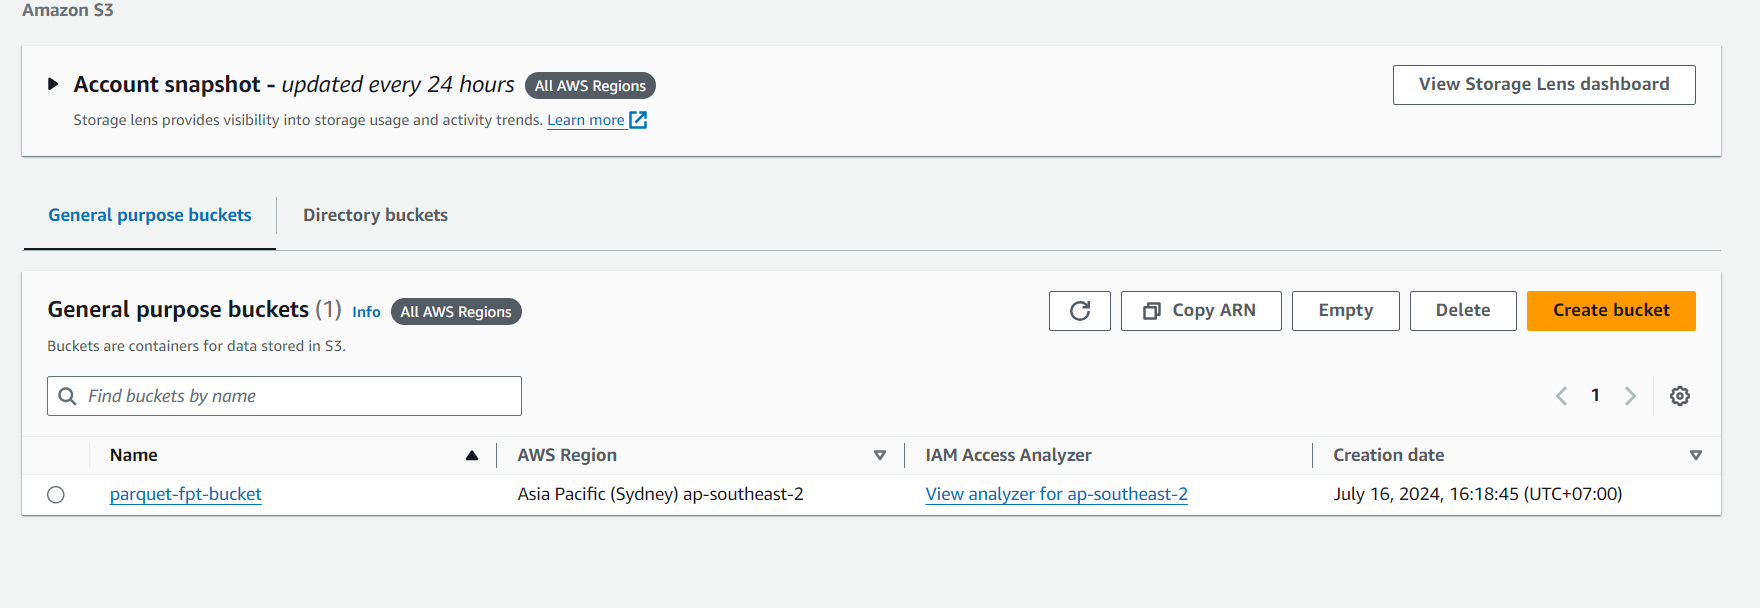 Amazon S3
Account snapshot - updated every 24 hours All AWS Regions
View Storage Lens dashboard
Storage lens provides visibility into storage usage and activity trends. Learn more
General purpose buckets Directory buckets
General purpose buckets (1) Info All AWS Regions
Copy ARN Empty Delete Create bucket
Buckets are containers for data stored in S3.
Find buckets by name
1
Name AWS Region IAM Access Analyzer Creation date
parquet-fpt-bucket Asia Pacific (Sydney) ap-southeast-2 View analyzer for ap-southeast-2 July 16, 2024, 16:18:45 (UTC+07:00)